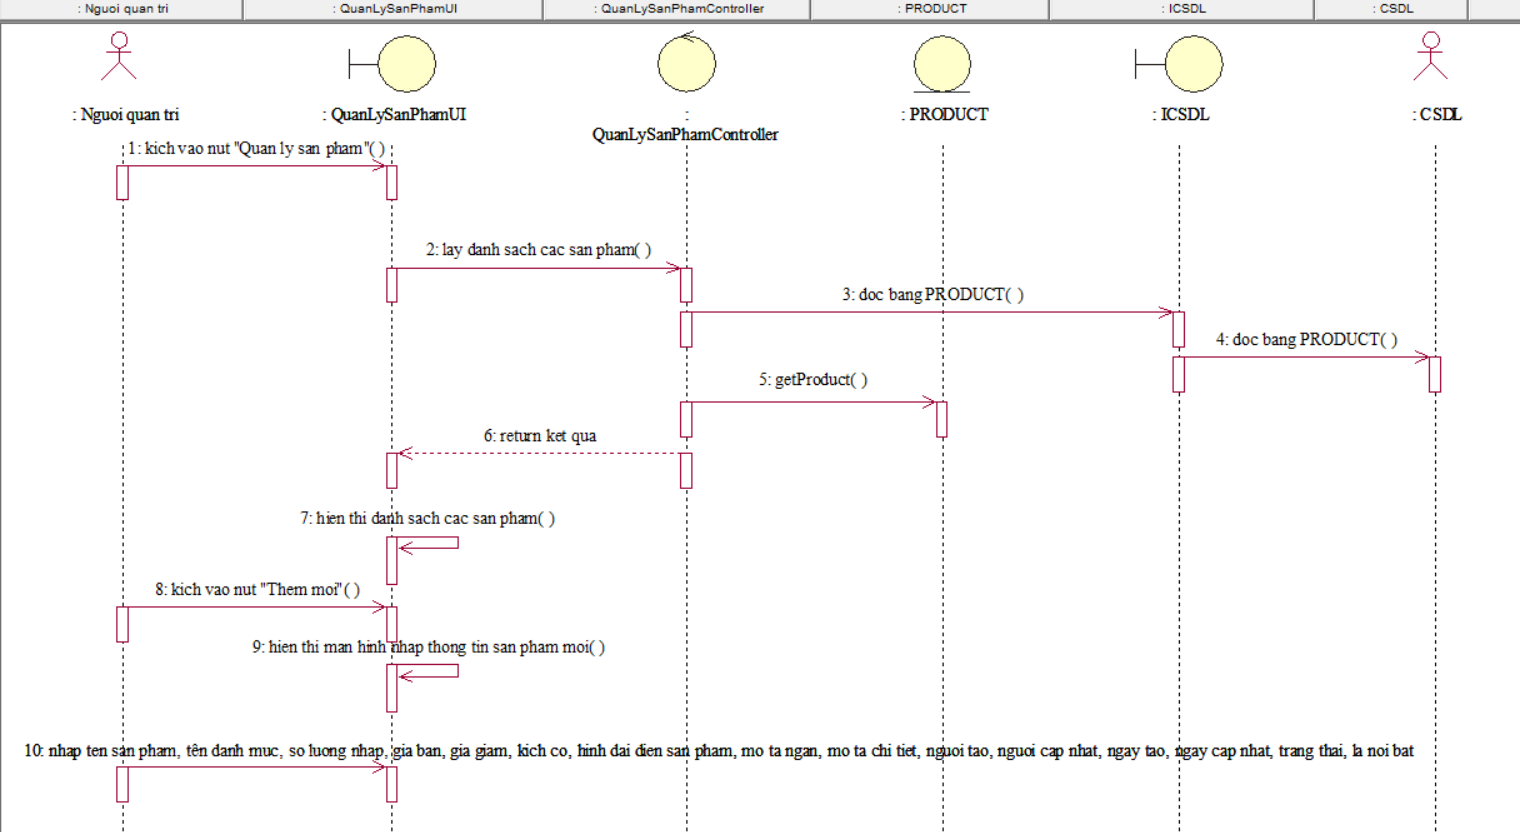 : Nguoi quan tri
: QuanLySanPhamUI
: QuanLySanPhamController
: PRODUCT
: ICSDL
: CSDL
: Nguoi quan tri
: QuanLySanPhamUI
:
QuanLySanPhamController
: PRODUCT
: ICSDL
: CSDL
1: kich vao nut "Quan ly san pham"( )
2: lay danh sach cac san pham( )
3: doc bang PRODUCT( )
4: doc bang PRODUCT( )
5: getProduct( )
6: return ket qua
7: hien thi danh sach cac san pham( )
8: kich vao nut "Them moi"( )
9: hien thi man hinh nhap thong tin san pham moi( )
10: nhap ten san pham, tên danh muc, so luong nhap, gia ban, gia giam, kich co, hinh dai dien san pham, mo ta ngan, mo ta chi tiet, nguoi tao, nguoi cap nhat, ngay tao, ngay cap nhat, trang thai, la noi bat